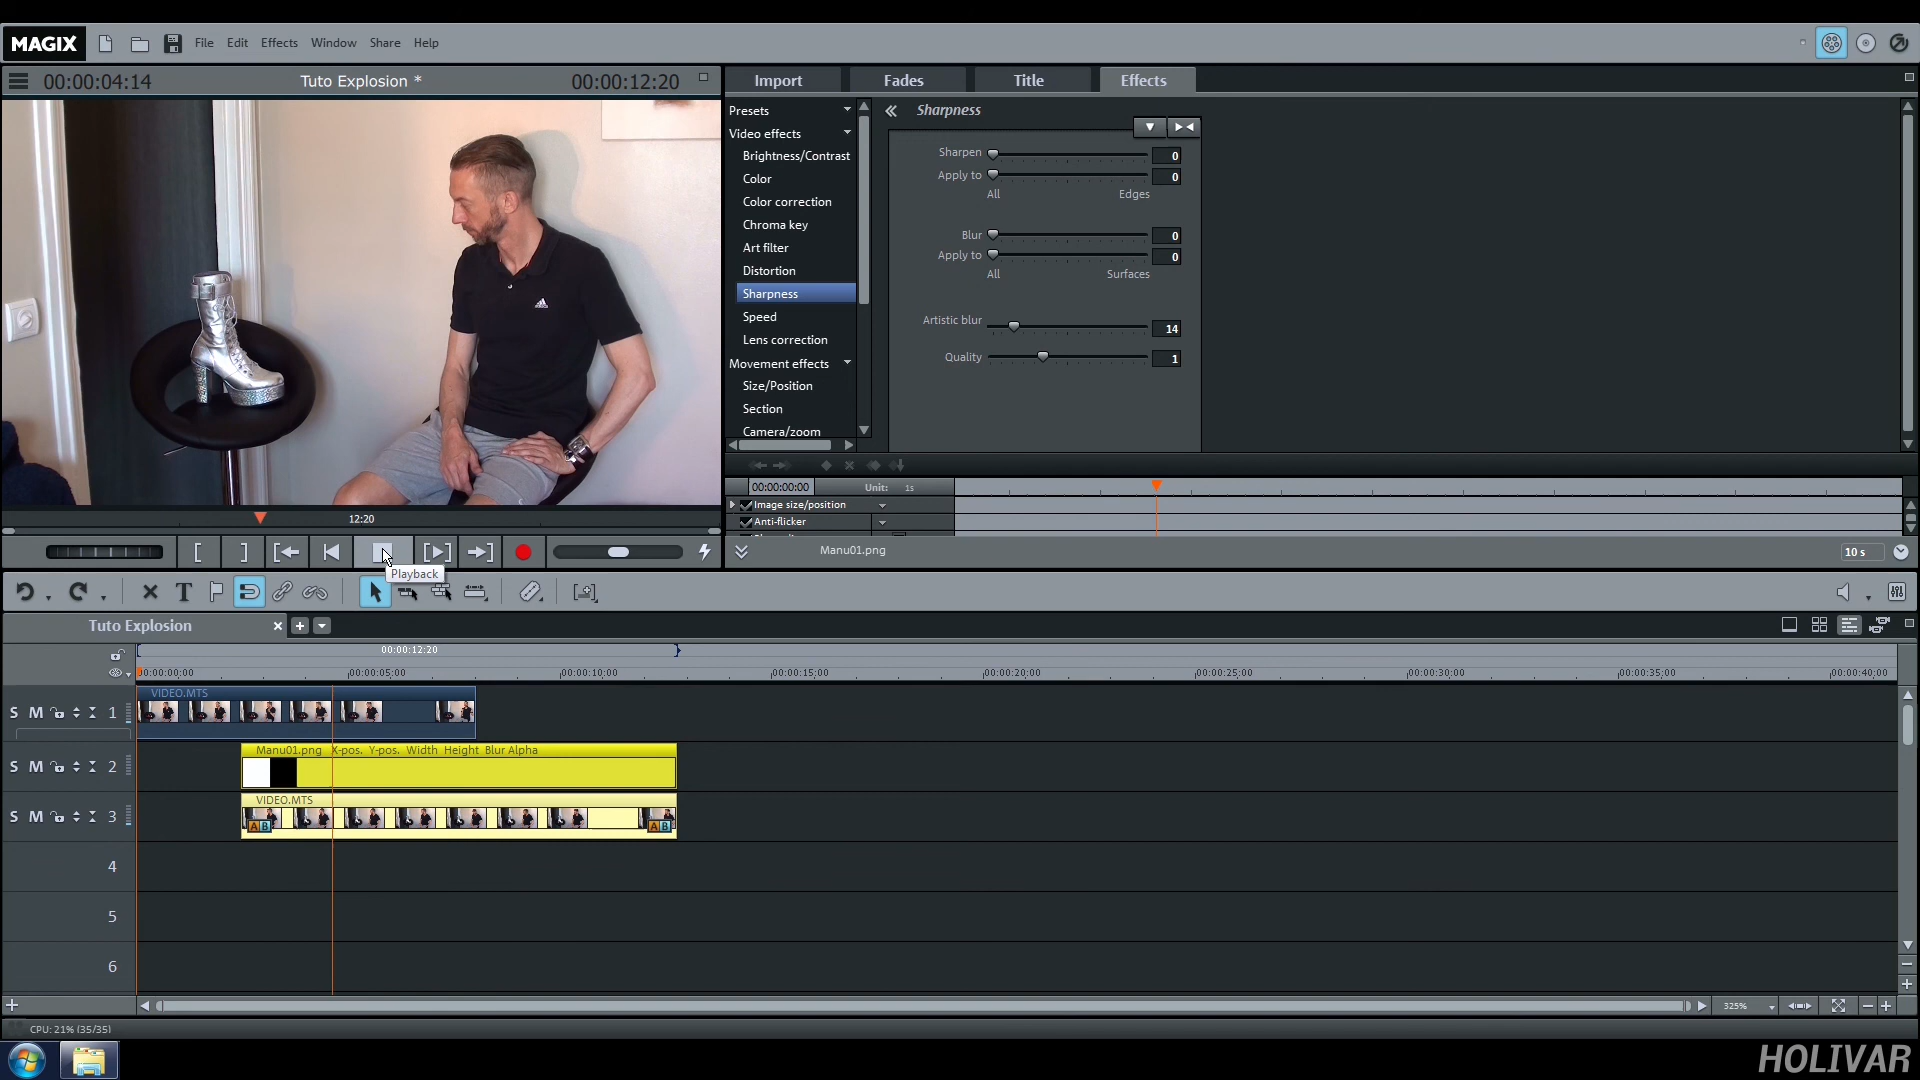 MAGIX File Edit Effects Window Share Help
00:00:04:14 Tuto Explosion * 00:00:12:20
Import Fades Title Effects
Presets
Video effects
Brightness/Contrast
Color
Color correction
Chroma key
Art filter
Distortion
Sharpness
Speed
Lens correction
Movement effects
Size/Position
Section
Camera/zoom
Sharpness
Sharpen 0
Apply to 0
All Edges
Blur 0
Apply to 0
All Surfaces
Artistic blur 14
Quality 1
12:20
Playback
00:00:00:00 Unit: 1s
Image size/position
Anti-flicker
Manu01.png 10 s
Tuto Explosion
00:00:12:20
00:00:00:00 00:00:05:00 00:00:10:00 00:00:15:00 00:00:20:00 00:00:25:00 00:00:30:00 00:00:35:00 00:00:40:00
VIDEO.MTS
S M 1
Manu01.png X-pos. Y-pos. Width Height Blur Alpha
S M 2
VIDEO.MTS
S M 3
A B A B
4
5
6
325%
CPU: 21% (35/35)
HOLIVAR